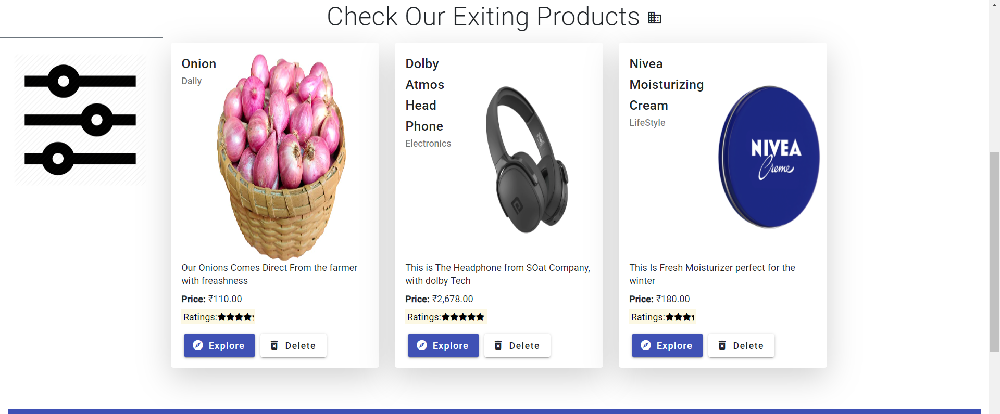 Check Our Exiting Products
Onion
Daily
Our Onions Comes Direct From the farmer
with freashness
Price: ₹110.00
Ratings:
Explore
Delete
Dolby
Atmos
Head
Phone
Electronics
This is The Headphone from SOat Company,
with dolby Tech
Price: ₹2,678.00
Ratings:
Explore
Delete
Nivea
Moisturizing
Cream
LifeStyle
NIVEA
Creme
This Is Fresh Moisturizer perfect for the
winter
Price: ₹180.00
Ratings:
Explore
Delete